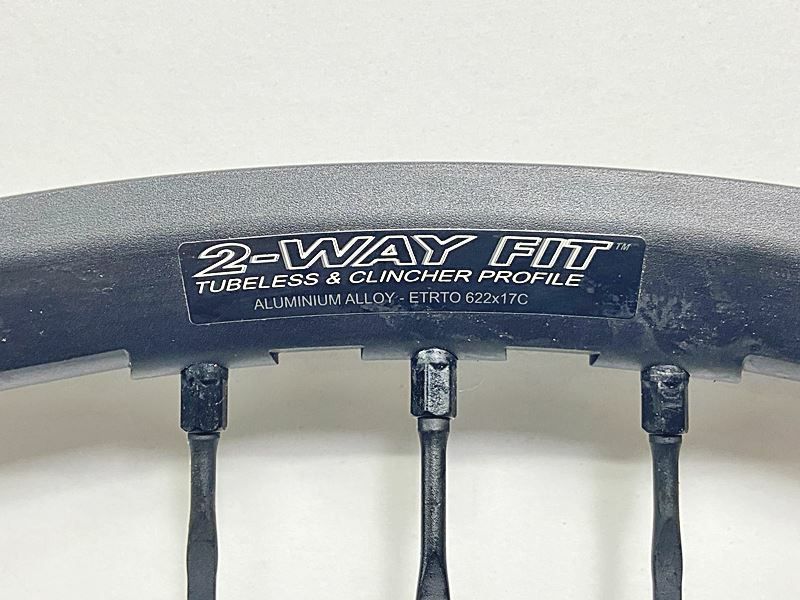 2-WAY FIT™
TUBELESS & CLINCHER PROFILE
ALUMINIUM ALLOY - ETRTO 622x17C